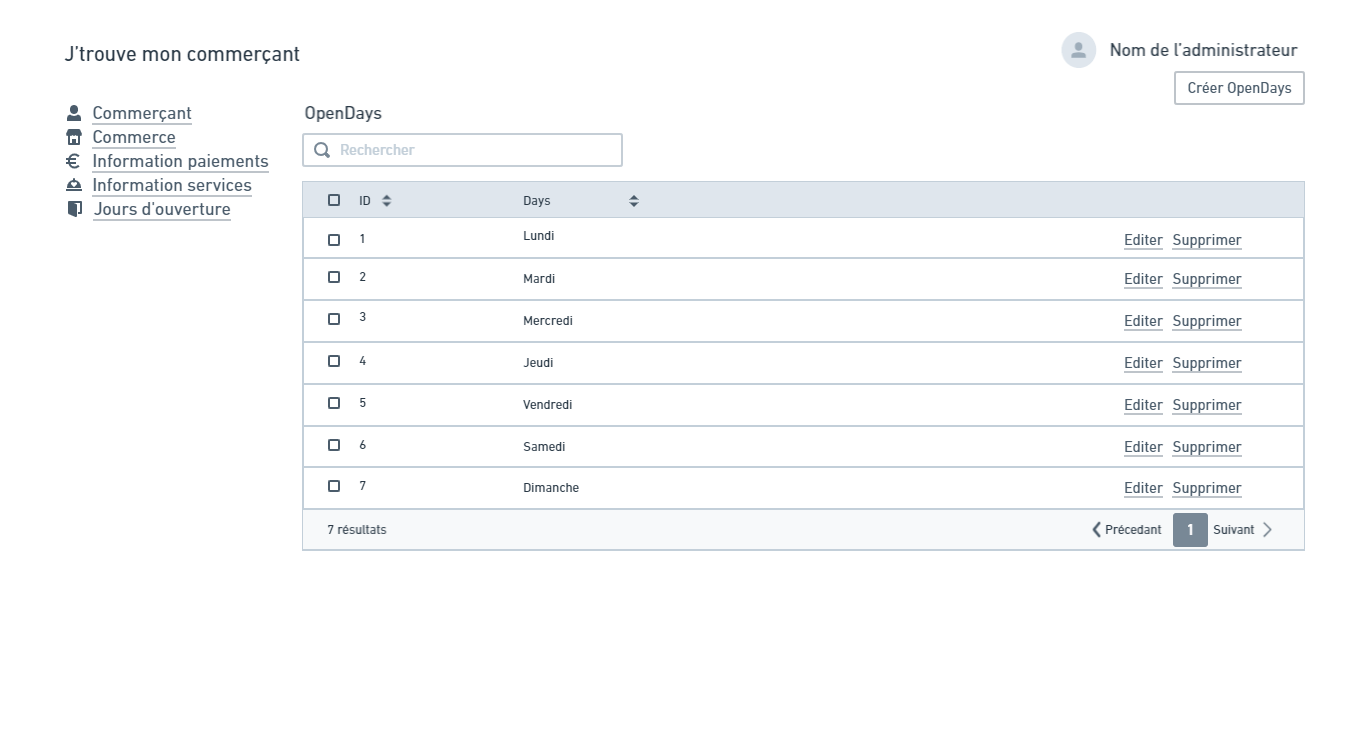 J'trouve mon commerçant
Nom de l'administrateur
Créer OpenDays
Commerçant
Commerce
Information paiements
Information services
Jours d'ouverture
OpenDays
Rechercher
ID Days
1 Lundi Editer Supprimer
2 Mardi Editer Supprimer
3 Mercredi Editer Supprimer
4 Jeudi Editer Supprimer
5 Vendredi Editer Supprimer
6 Samedi Editer Supprimer
7 Dimanche Editer Supprimer
7 résultats Précedant 1 Suivant